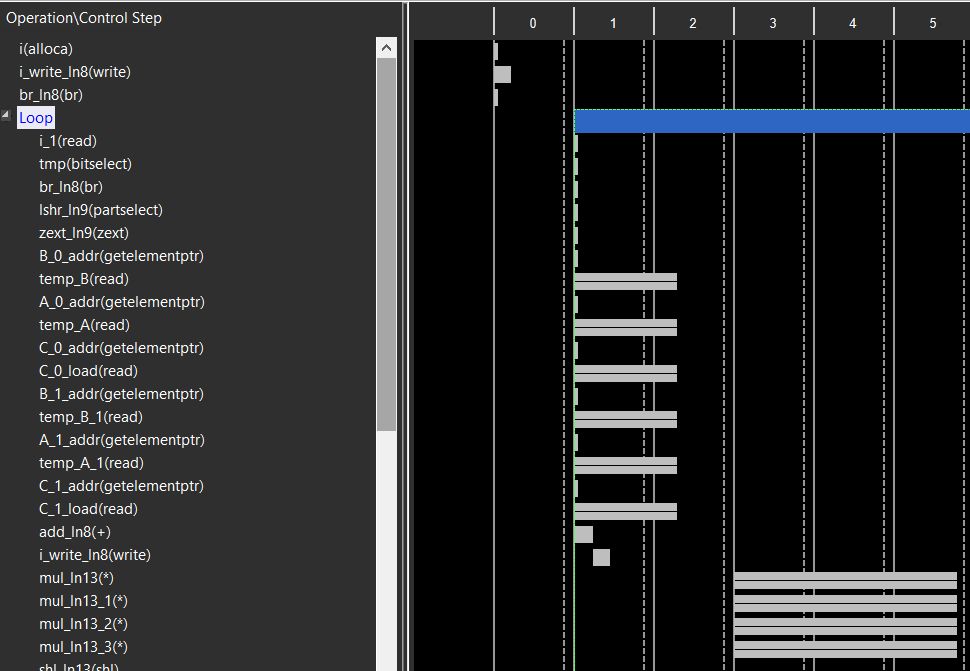 Operation\Control Step
0 1 2 3 4 5
i(alloca)
i_write_ln8(write)
br_ln8(br)
Loop
i_1(read)
tmp(bitselect)
br_ln8(br)
lshr_ln9(partselect)
zext_ln9(zext)
B_0_addr(getelementptr)
temp_B(read)
A_0_addr(getelementptr)
temp_A(read)
C_0_addr(getelementptr)
C_0_load(read)
B_1_addr(getelementptr)
temp_B_1(read)
A_1_addr(getelementptr)
temp_A_1(read)
C_1_addr(getelementptr)
C_1_load(read)
add_ln8(+)
i_write_ln8(write)
mul_ln13(*)
mul_ln13_1(*)
mul_ln13_2(*)
mul_ln13_3(*)
shl_ln13(shl)